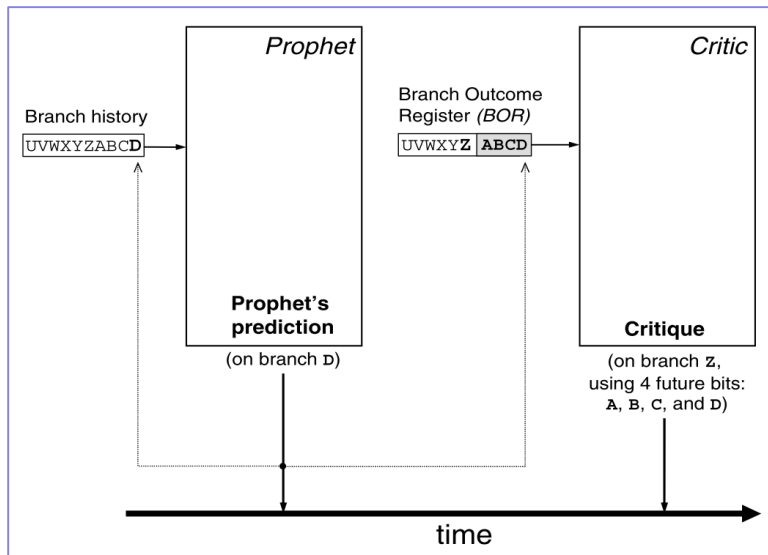 Prophet
Critic
Branch history
UVWXYZABCD
Branch Outcome
Register (BOR)
UVWXYZ ABCD
Prophet's
prediction
(on branch D)
Critique
(on branch Z,
using 4 future bits:
A, B, C, and D)
time